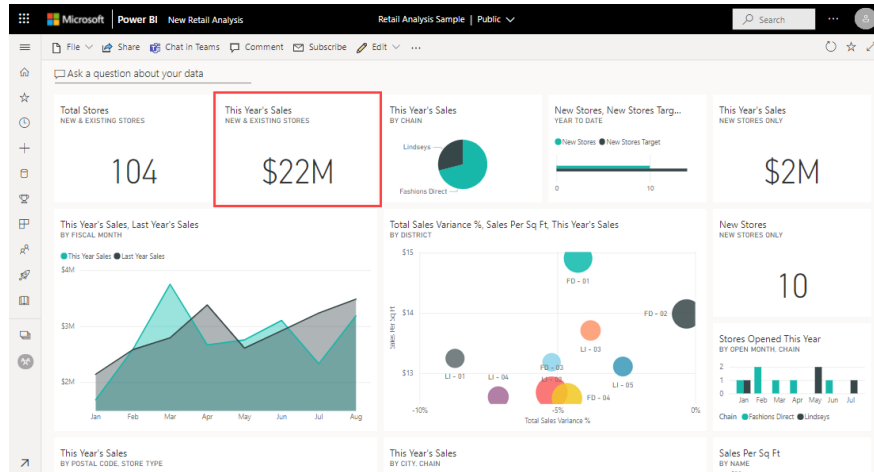 Microsoft Power BI New Retail Analysis
Retail Analysis Sample | Public
Search
File Share Chat in Teams Comment Subscribe Edit
Ask a question about your data
Total Stores
NEW & EXISTING STORES
104
This Year's Sales
NEW & EXISTING STORES
$22M
This Year's Sales
BY CHAIN
Lindseys
Fashions Direct
New Stores, New Stores Targ...
YEAR TO DATE
New Stores New Stores Target
0 10
This Year's Sales
NEW STORES ONLY
$2M
This Year's Sales, Last Year's Sales
BY FISCAL MONTH
This Year Sales Last Year Sales
$4M
$3M
$2M
Jan Feb Mar Apr May Jun Jul Aug
Total Sales Variance %, Sales Per Sq Ft, This Year's Sales
BY DISTRICT
Sales Per Sq Ft
$15
$14
$13
FD - 01
FD - 02
LI - 03
FD - 03
LI - 01
LI - 04
LI - 05
FD - 04
-10% -5% 0%
Total Sales Variance %
New Stores
NEW STORES ONLY
10
Stores Opened This Year
BY OPEN MONTH, CHAIN
2
1
0
Jan Feb Mar Apr May Jun Jul
Chain Fashions Direct Lindseys
This Year's Sales
BY POSTAL CODE, STORE TYPE
This Year's Sales
BY CITY, CHAIN
Sales Per Sq Ft
BY NAME